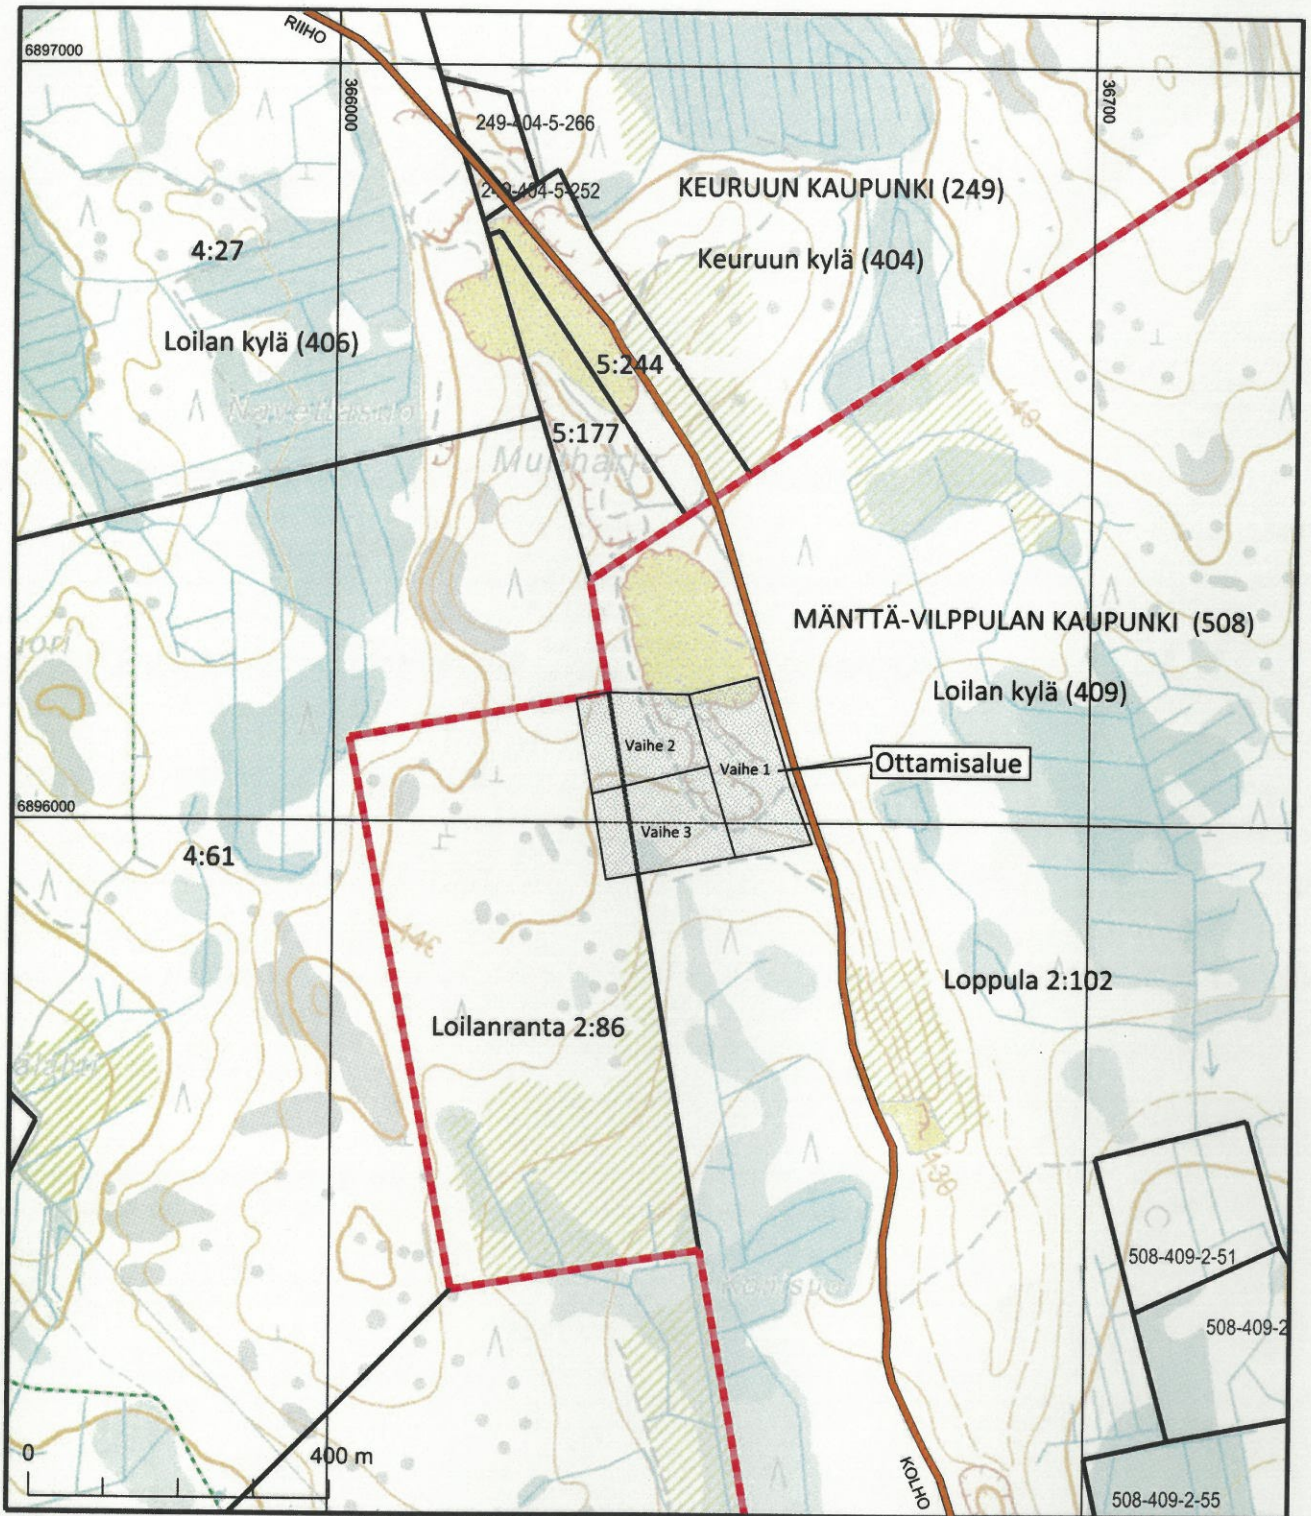 RIIHO
6897000
366000
36700
249-404-5-266
249-404-5-252
KEURUUN KAUPUNKI (249)
4:27
Keuruun kylä (404)
Loilan kylä (406)
5:244
Navettasuo
5:177
140
MÄNTTÄ-VILPPULAN KAUPUNKI (508)
Loilan kylä (409)
Vaihe 2
Vaihe 1
Ottamisalue
6896000
Vaihe 3
4:61
Loppula 2:102
Loilanranta 2:86
130
508-409-2-51
508-409-2
0
400 m
KOLHO
508-409-2-55